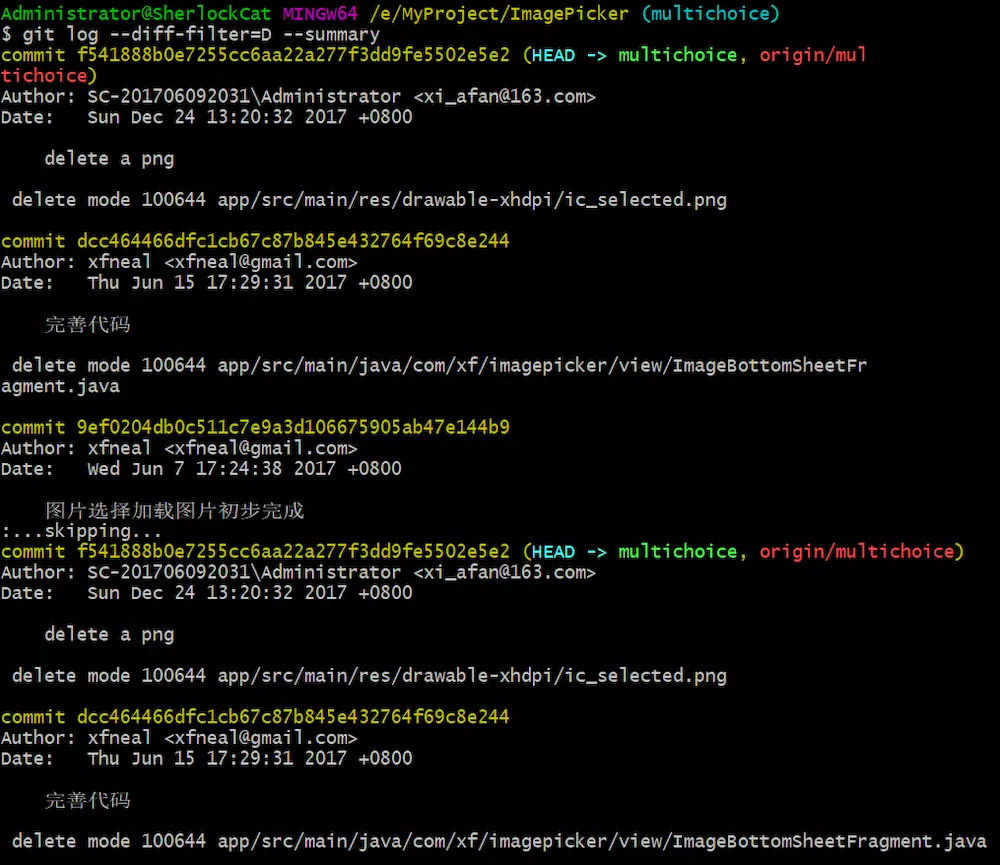 Administrator@SherlockCat MINGW64 /e/MyProject/ImagePicker (multichoice)
$ git log --diff-filter=D --summary
commit f541888b0e7255cc6aa22a277f3dd9fe5502e5e2 (HEAD -> multichoice, origin/mul
tichoice)
Author: SC-201706092031\Administrator <xi_afan@163.com>
Date:   Sun Dec 24 13:20:32 2017 +0800
    delete a png
 delete mode 100644 app/src/main/res/drawable-xhdpi/ic_selected.png
commit dcc464466dfc1cb67c87b845e432764f69c8e244
Author: xfneal <xfneal@gmail.com>
Date:   Thu Jun 15 17:29:31 2017 +0800
    完善代码
 delete mode 100644 app/src/main/java/com/xf/imagepicker/view/ImageBottomSheetFr
agment.java
commit 9ef0204db0c511c7e9a3d106675905ab47e144b9
Author: xfneal <xfneal@gmail.com>
Date:   Wed Jun 7 17:24:38 2017 +0800
    图片选择加载图片初步完成
:...skipping...
commit f541888b0e7255cc6aa22a277f3dd9fe5502e5e2 (HEAD -> multichoice, origin/multichoice)
Author: SC-201706092031\Administrator <xi_afan@163.com>
Date:   Sun Dec 24 13:20:32 2017 +0800
    delete a png
 delete mode 100644 app/src/main/res/drawable-xhdpi/ic_selected.png
commit dcc464466dfc1cb67c87b845e432764f69c8e244
Author: xfneal <xfneal@gmail.com>
Date:   Thu Jun 15 17:29:31 2017 +0800
    完善代码
 delete mode 100644 app/src/main/java/com/xf/imagepicker/view/ImageBottomSheetFragment.java